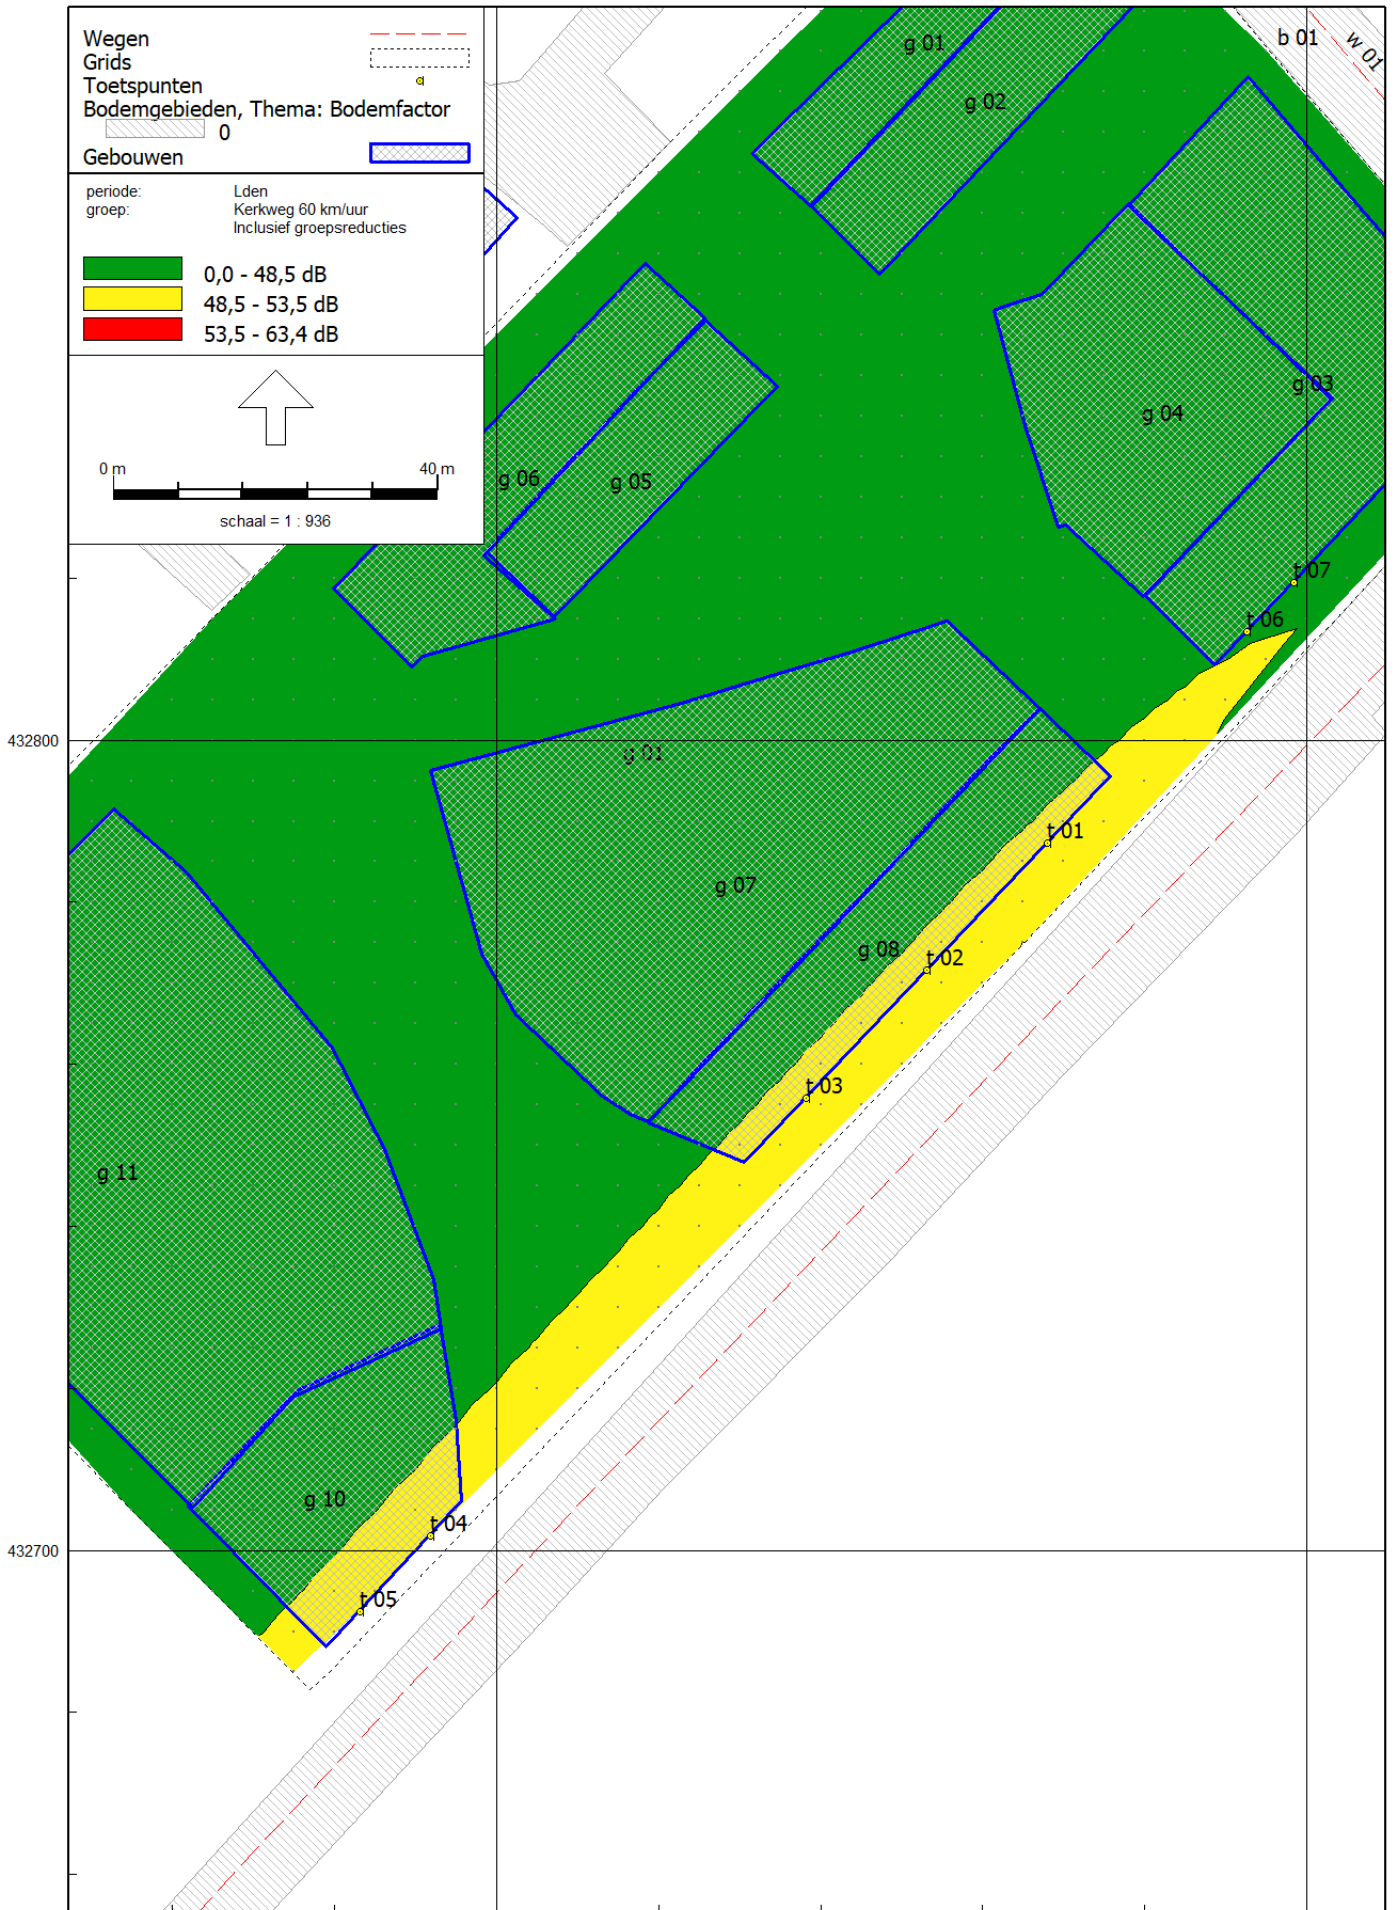 Wegen
Grids
Toetspunten
Bodemgebieden, Thema: Bodemfactor
0
Gebouwen
periode: Lden
groep: Kerkweg 60 km/uur
Inclusief groepsreducties
0,0 - 48,5 dB
48,5 - 53,5 dB
53,5 - 63,4 dB
0 m 40 m
schaal = 1 : 936
b 01
w 01
g 01
g 02
g 03
g 04
g 06
g 05
t 07
t 06
432800
g 01
t 01
g 07
g 08
t 02
t 03
g 11
g 10
t 04
432700
t 05